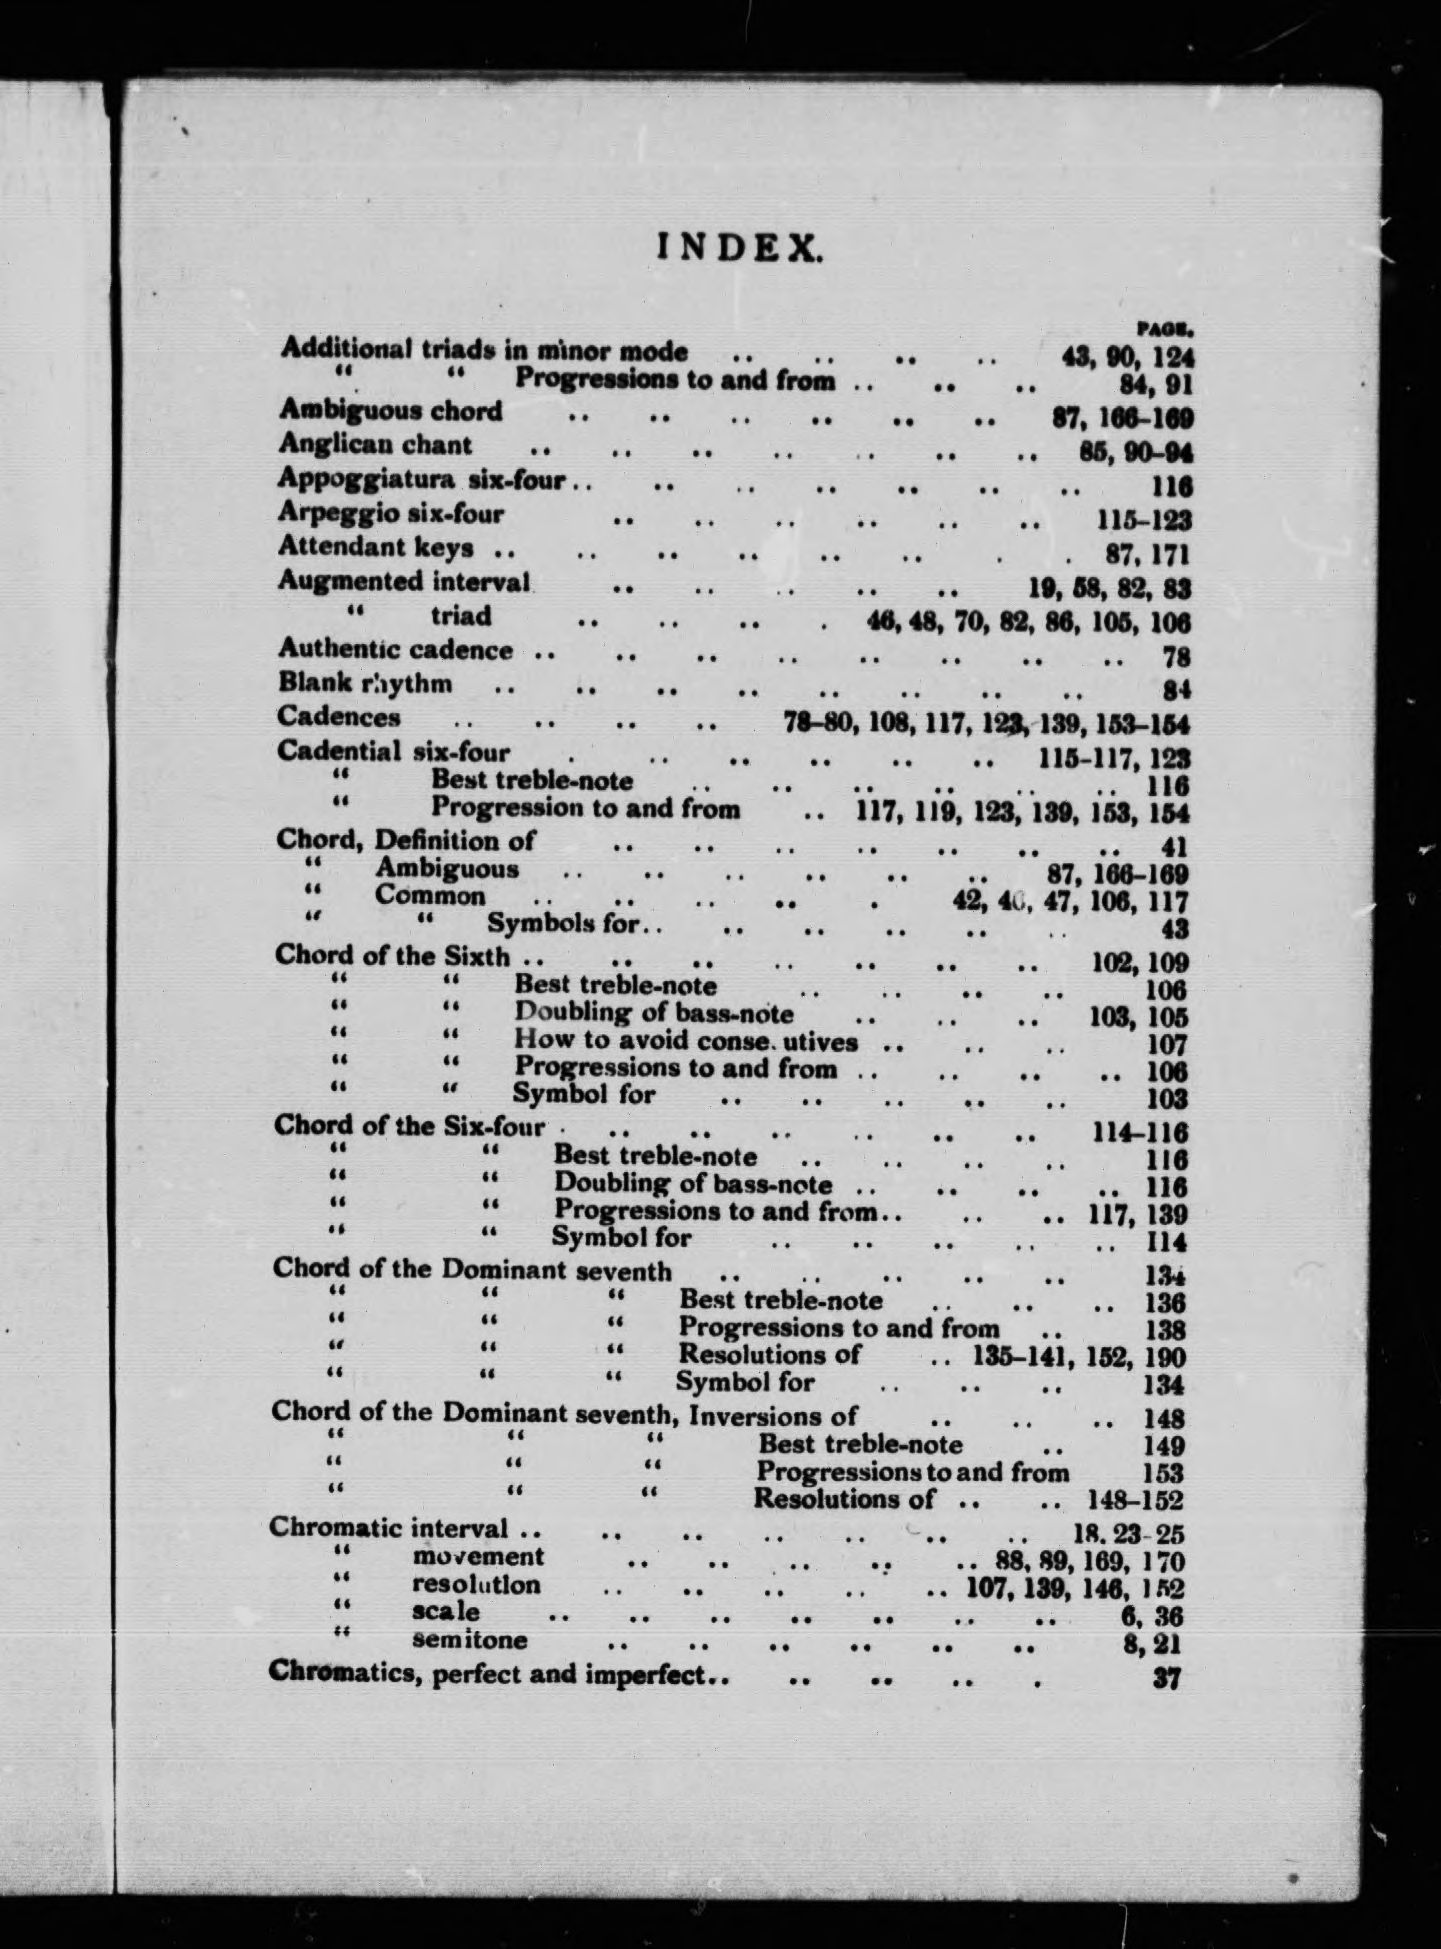 INDEX.
PAGE.
Additional triads in minor mode .. .. .. .. 43, 90, 124
“ “ Progressions to and from .. .. .. 84, 91
Ambiguous chord .. .. .. .. .. .. 87, 166-169
Anglican chant .. .. .. .. .. .. .. 85, 90-94
Appoggiatura six-four .. .. .. .. .. .. .. 116
Arpeggio six-four .. .. .. .. .. .. 115-123
Attendant keys .. .. .. .. .. .. . . 87, 171
Augmented interval .. .. .. .. .. 19, 58, 82, 83
“ triad .. .. .. . 46, 48, 70, 82, 86, 105, 106
Authentic cadence .. .. .. .. .. .. .. .. 78
Blank rhythm .. .. .. .. .. .. .. .. 84
Cadences .. .. .. .. 78-80, 108, 117, 123, 139, 153-154
Cadential six-four . .. .. .. .. .. 115-117, 123
“ Best treble-note .. .. .. .. .. .. 116
“ Progression to and from .. 117, 119, 123, 139, 153, 154
Chord, Definition of .. .. .. .. .. .. .. 41
“ Ambiguous .. .. .. .. .. .. 87, 166-169
“ Common .. .. .. .. . 42, 46, 47, 106, 117
“ “ Symbols for .. .. .. .. .. .. 43
Chord of the Sixth .. .. .. .. .. .. .. 102, 109
“ “ Best treble-note .. .. .. .. 106
“ “ Doubling of bass-note .. .. .. 103, 105
“ “ How to avoid conse. utives .. .. .. 107
“ “ Progressions to and from .. .. .. .. 106
“ “ Symbol for .. .. .. .. .. 103
Chord of the Six-four . .. .. .. .. .. .. 114-116
“ “ Best treble-note .. .. .. .. 116
“ “ Doubling of bass-note .. .. .. .. 116
“ “ Progressions to and from .. .. .. 117, 139
“ “ Symbol for .. .. .. .. .. 114
Chord of the Dominant seventh .. .. .. .. .. 134
“ “ “ Best treble-note .. .. .. 136
“ “ “ Progressions to and from .. 138
“ “ “ Resolutions of .. 135-141, 152, 190
“ “ “ Symbol for .. .. .. 134
Chord of the Dominant seventh, Inversions of .. .. .. 148
“ “ “ Best treble-note .. 149
“ “ “ Progressions to and from 153
“ “ “ Resolutions of .. .. 148-152
Chromatic interval .. .. .. .. .. .. .. 18. 23-25
“ movement .. .. .. .. .. 88, 89, 169, 170
“ resolution .. .. .. .. .. 107, 139, 146, 152
“ scale .. .. .. .. .. .. .. 6, 36
“ semitone .. .. .. .. .. .. 8, 21
Chromatics, perfect and imperfect .. .. .. .. . 37